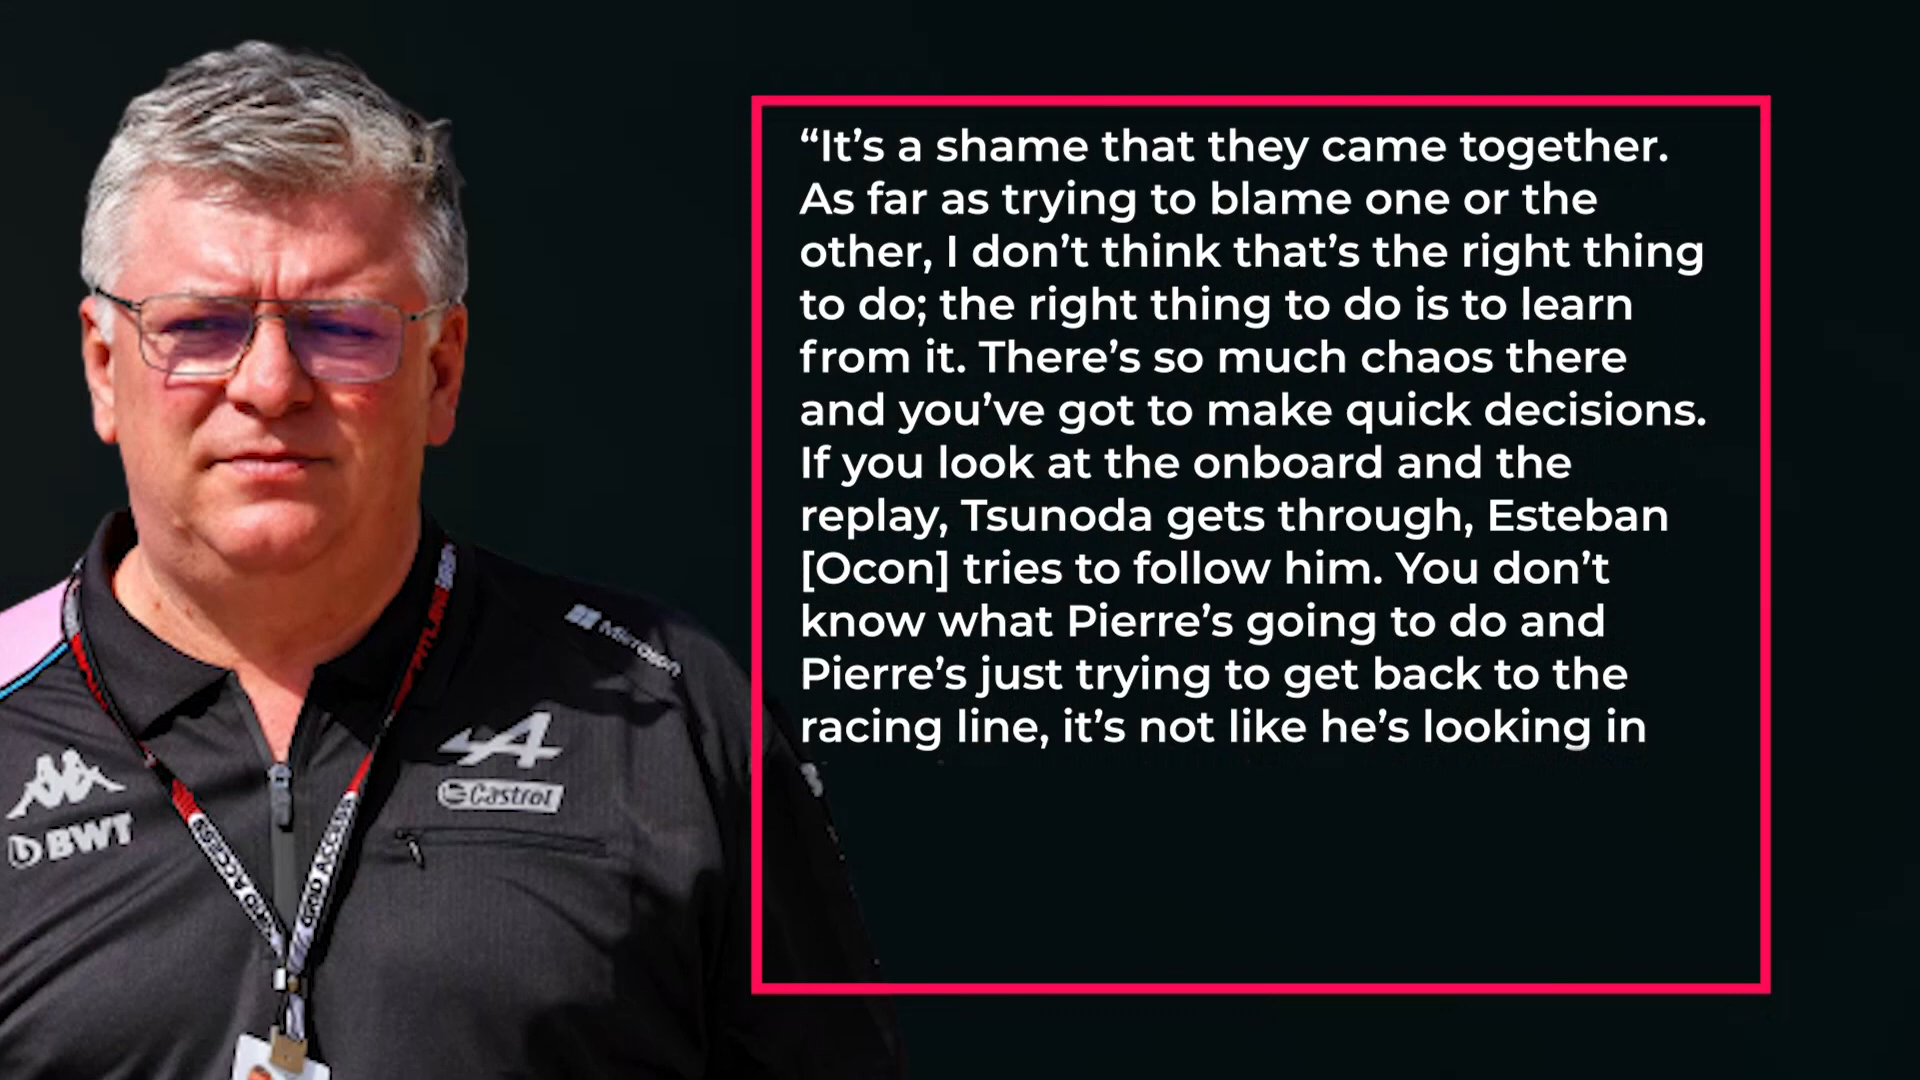 “It’s a shame that they came together.
As far as trying to blame one or the
other, I don’t think that’s the right thing
to do; the right thing to do is to learn
from it. There’s so much chaos there
and you’ve got to make quick decisions.
If you look at the onboard and the
replay, Tsunoda gets through, Esteban
[Ocon] tries to follow him. You don’t
know what Pierre’s going to do and
Pierre’s just trying to get back to the
racing line, it’s not like he’s looking in
Microsoft
Castrol
BWT